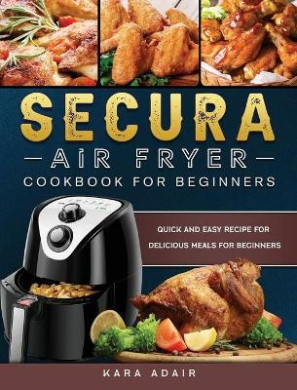 SECURA
AIR FRYER
COOKBOOK FOR BEGINNERS
QUICK AND EASY RECIPE FOR
DELICIOUS MEALS FOR BEGINNERS
KARA ADAIR